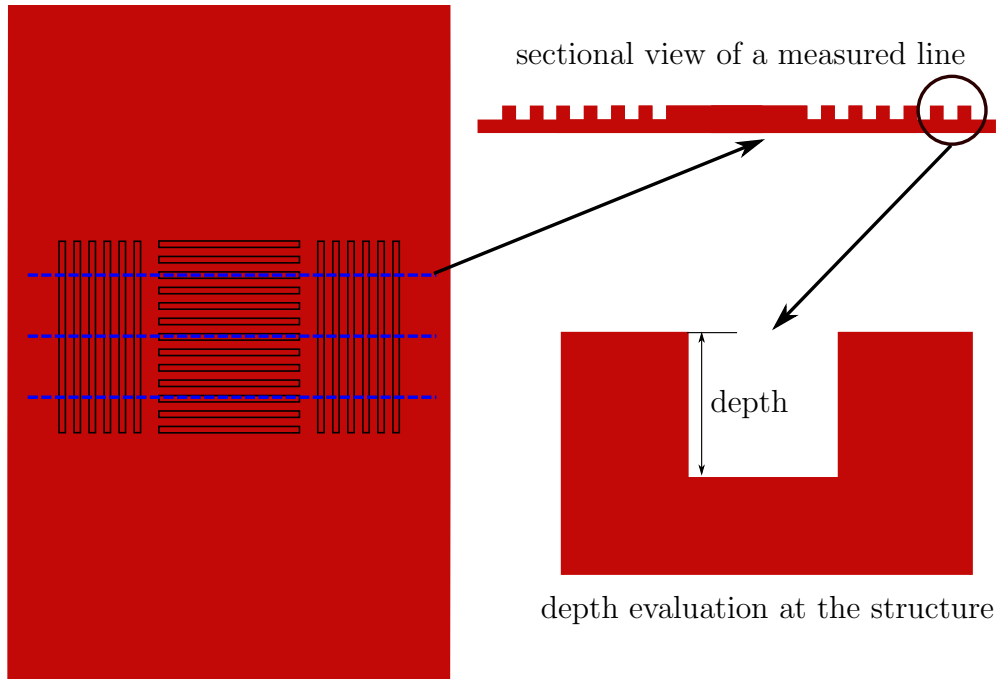 sectional view of a measured line
depth
depth evaluation at the structure